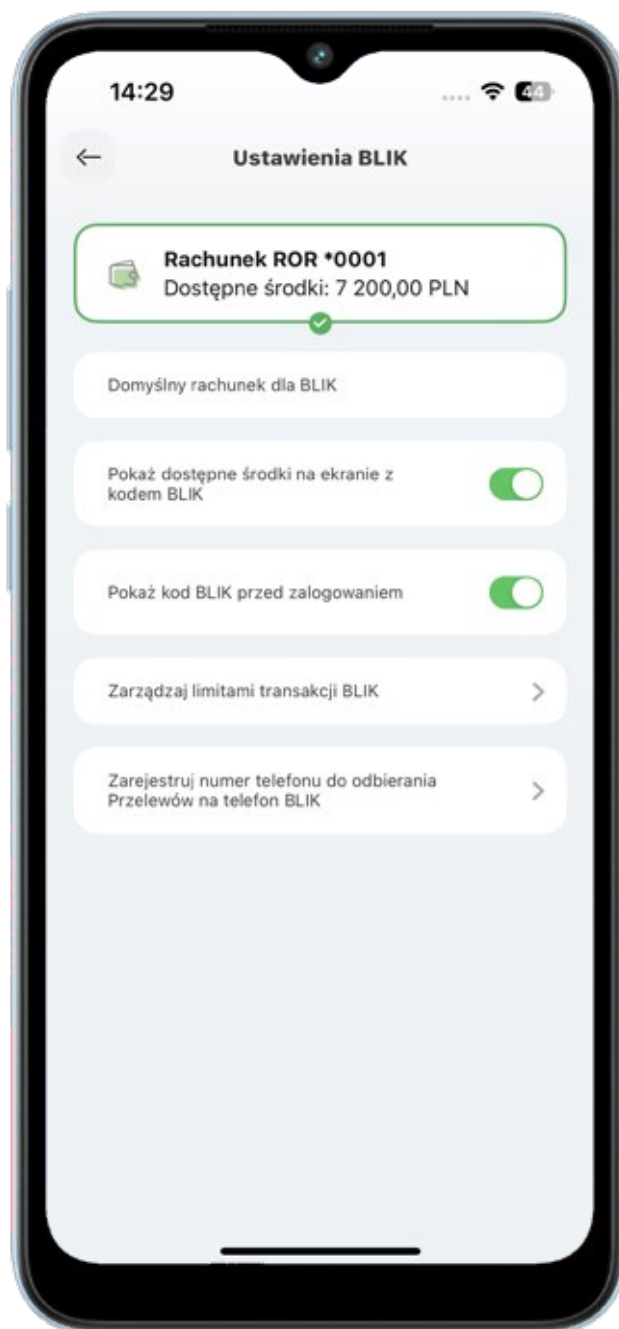 14:29
44
Ustawienia BLIK
Rachunek ROR *0001
Dostępne środki: 7 200,00 PLN
Domyślny rachunek dla BLIK
Pokaż dostępne środki na ekranie z
kodem BLIK
Pokaż kod BLIK przed zalogowaniem
Zarządzaj limitami transakcji BLIK
Zarejestruj numer telefonu do odbierania
Przelewów na telefon BLIK